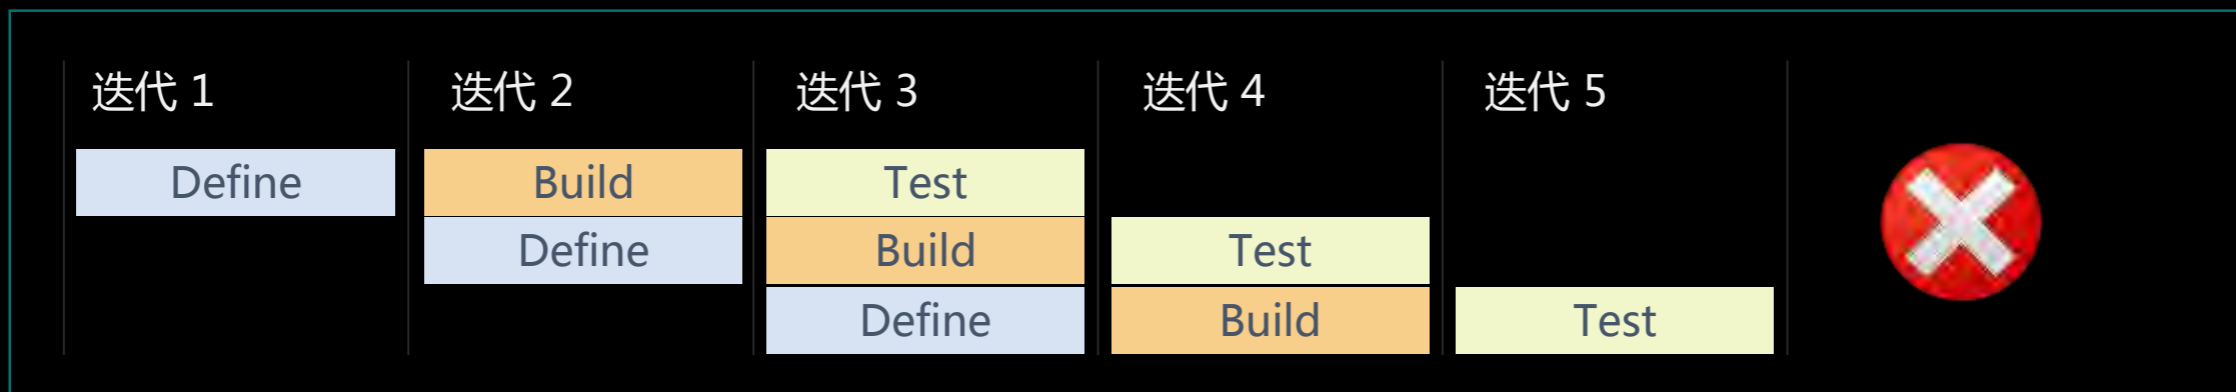 迭代 1 迭代 2 迭代 3 迭代 4 迭代 5
Define Build Test
Define Build Test
Define Build Test